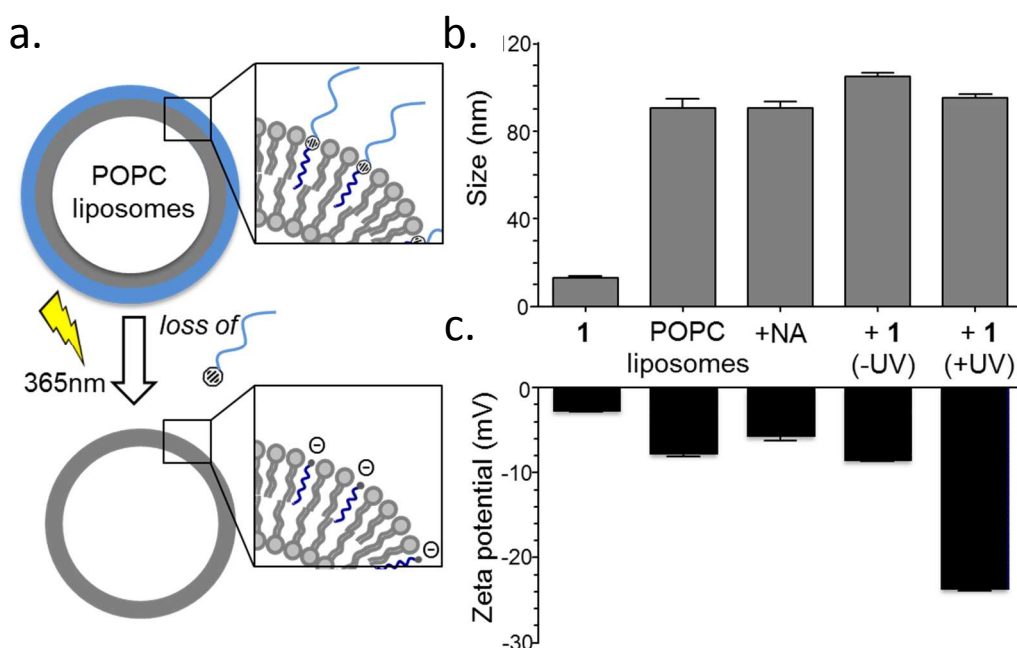 a.
POPC
liposomes
365nm
loss of
⊖
⊖
⊖
b.
Size (nm)
20
80
40
0
1
POPC
liposomes
+NA
+ 1
(-UV)
+ 1
(+UV)
c.
Zeta potential (mV)
0
-10
-20
-30